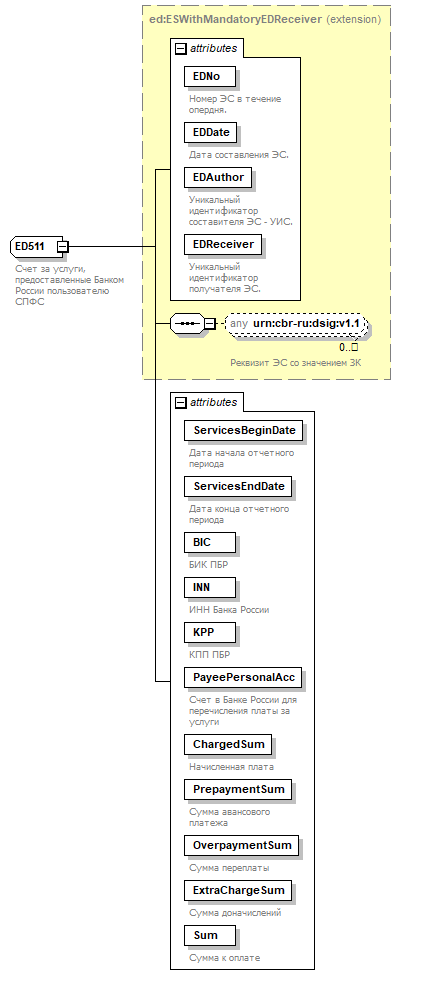 ed:ESWithMandatoryEDReceiver (extension)
attributes
EDNo
Номер ЭС в течение
опердня.
EDDate
Дата составления ЭС.
EDAuthor
Уникальный
идентификатор
составителя ЭС - УИС.
EDReceiver
Уникальный
идентификатор
получателя ЭС.
ED511
Счет за услуги,
предоставленные Банком
России пользователю
СПФС
any urn:cbr-ru:dsig:v1.1
0..□
Реквизит ЭС со значением ЗК
attributes
ServicesBeginDate
Дата начала отчетного
периода
ServicesEndDate
Дата конца отчетного
периода
BIC
БИК ПБР
INN
ИНН Банка России
KPP
КПП ПБР
PayeePersonalAcc
Счет в Банке России для
перечисления платы за
услуги
ChargedSum
Начисленная плата
PrepaymentSum
Сумма авансового
платежа
OverpaymentSum
Сумма переплаты
ExtraChargeSum
Сумма доначислений
Sum
Сумма к оплате